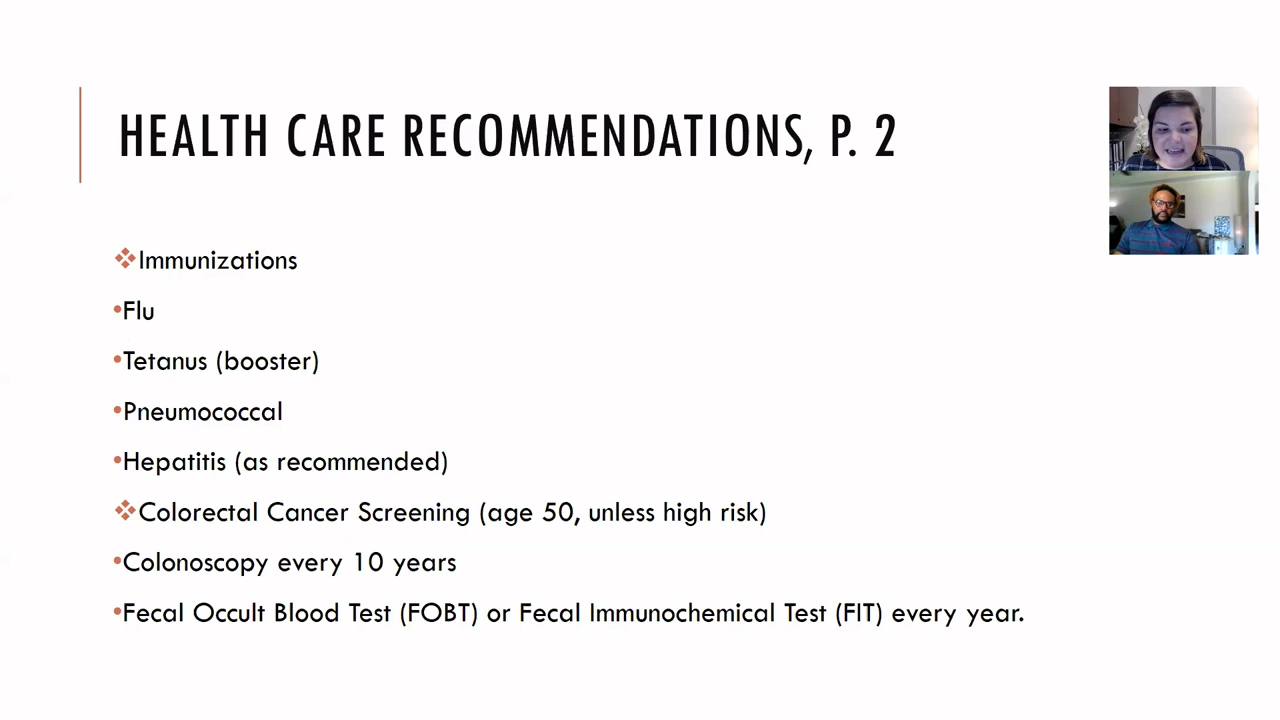 HEALTH CARE RECOMMENDATIONS, P. 2
❖Immunizations
•Flu
•Tetanus (booster)
•Pneumococcal
•Hepatitis (as recommended)
❖Colorectal Cancer Screening (age 50, unless high risk)
•Colonoscopy every 10 years
•Fecal Occult Blood Test (FOBT) or Fecal Immunochemical Test (FIT) every year.